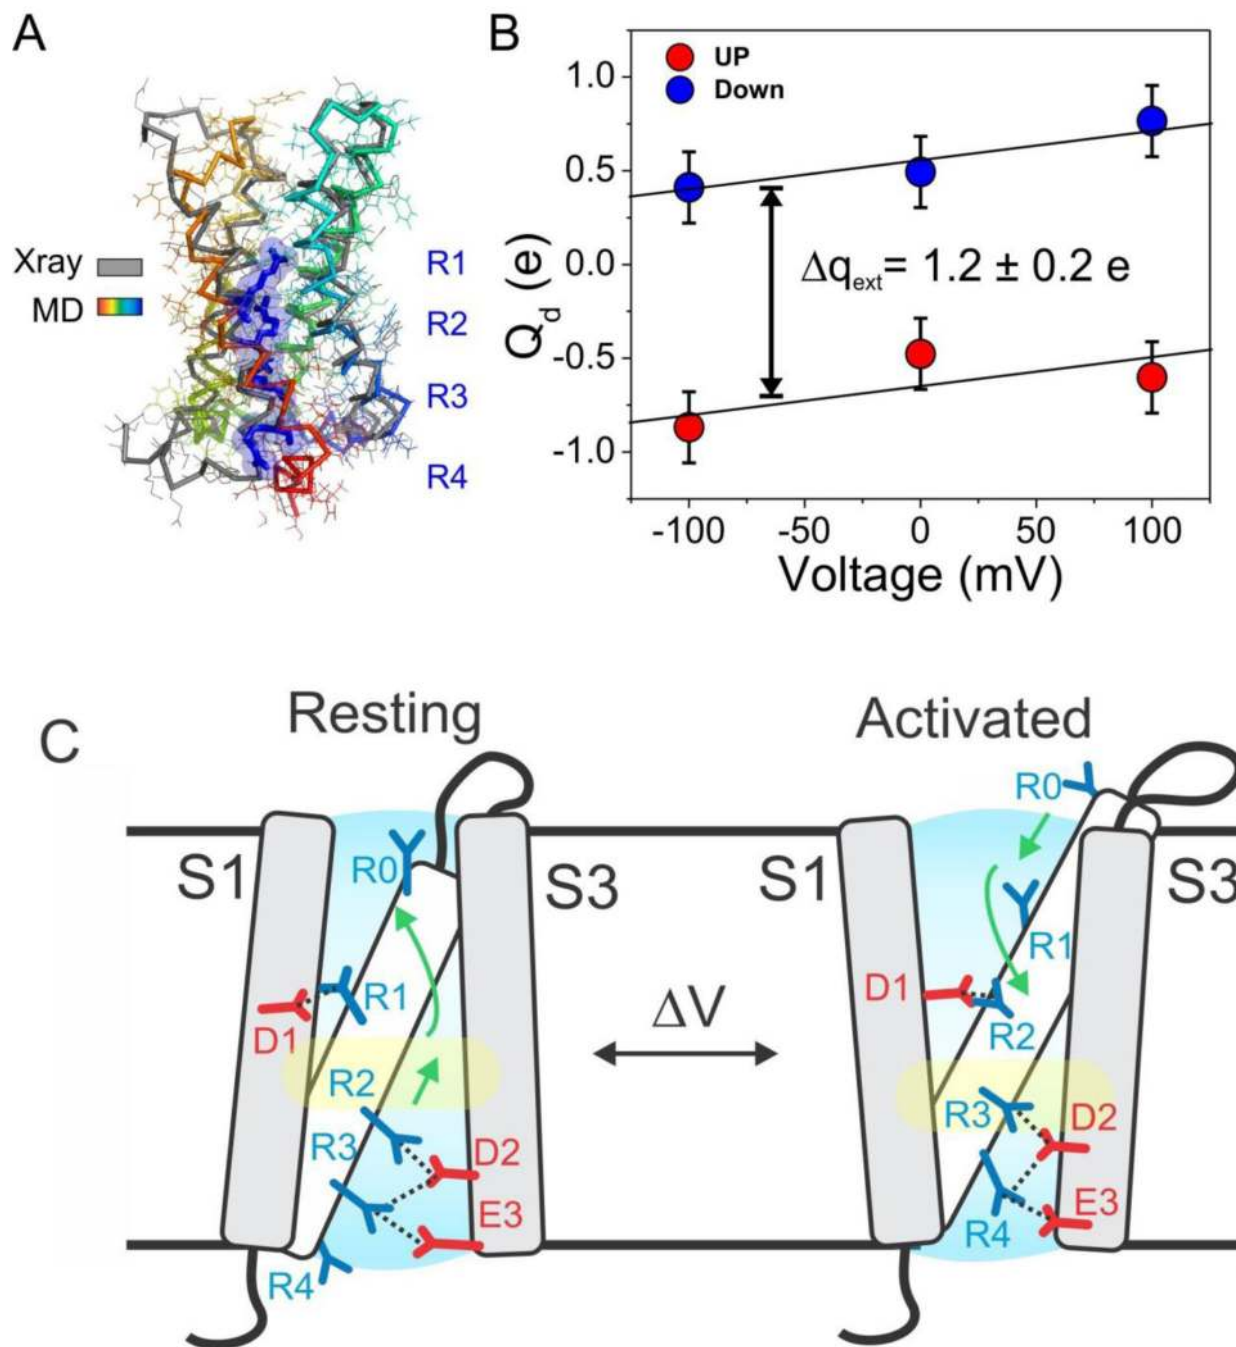 A
Xray
MD
R1
R2
R3
R4
B
UP
Down
1.0
0.5
0.0
-0.5
-1.0
Q_d (e)
Δq_ext = 1.2 ± 0.2 e
-100 -50 0 50 100
Voltage (mV)
C
Resting
Activated
S1
R0
S3
R1
D1
R2
R3
D2
E3
R4
ΔV
R0
S1
S3
R1
D1
R2
R3
D2
R4
E3